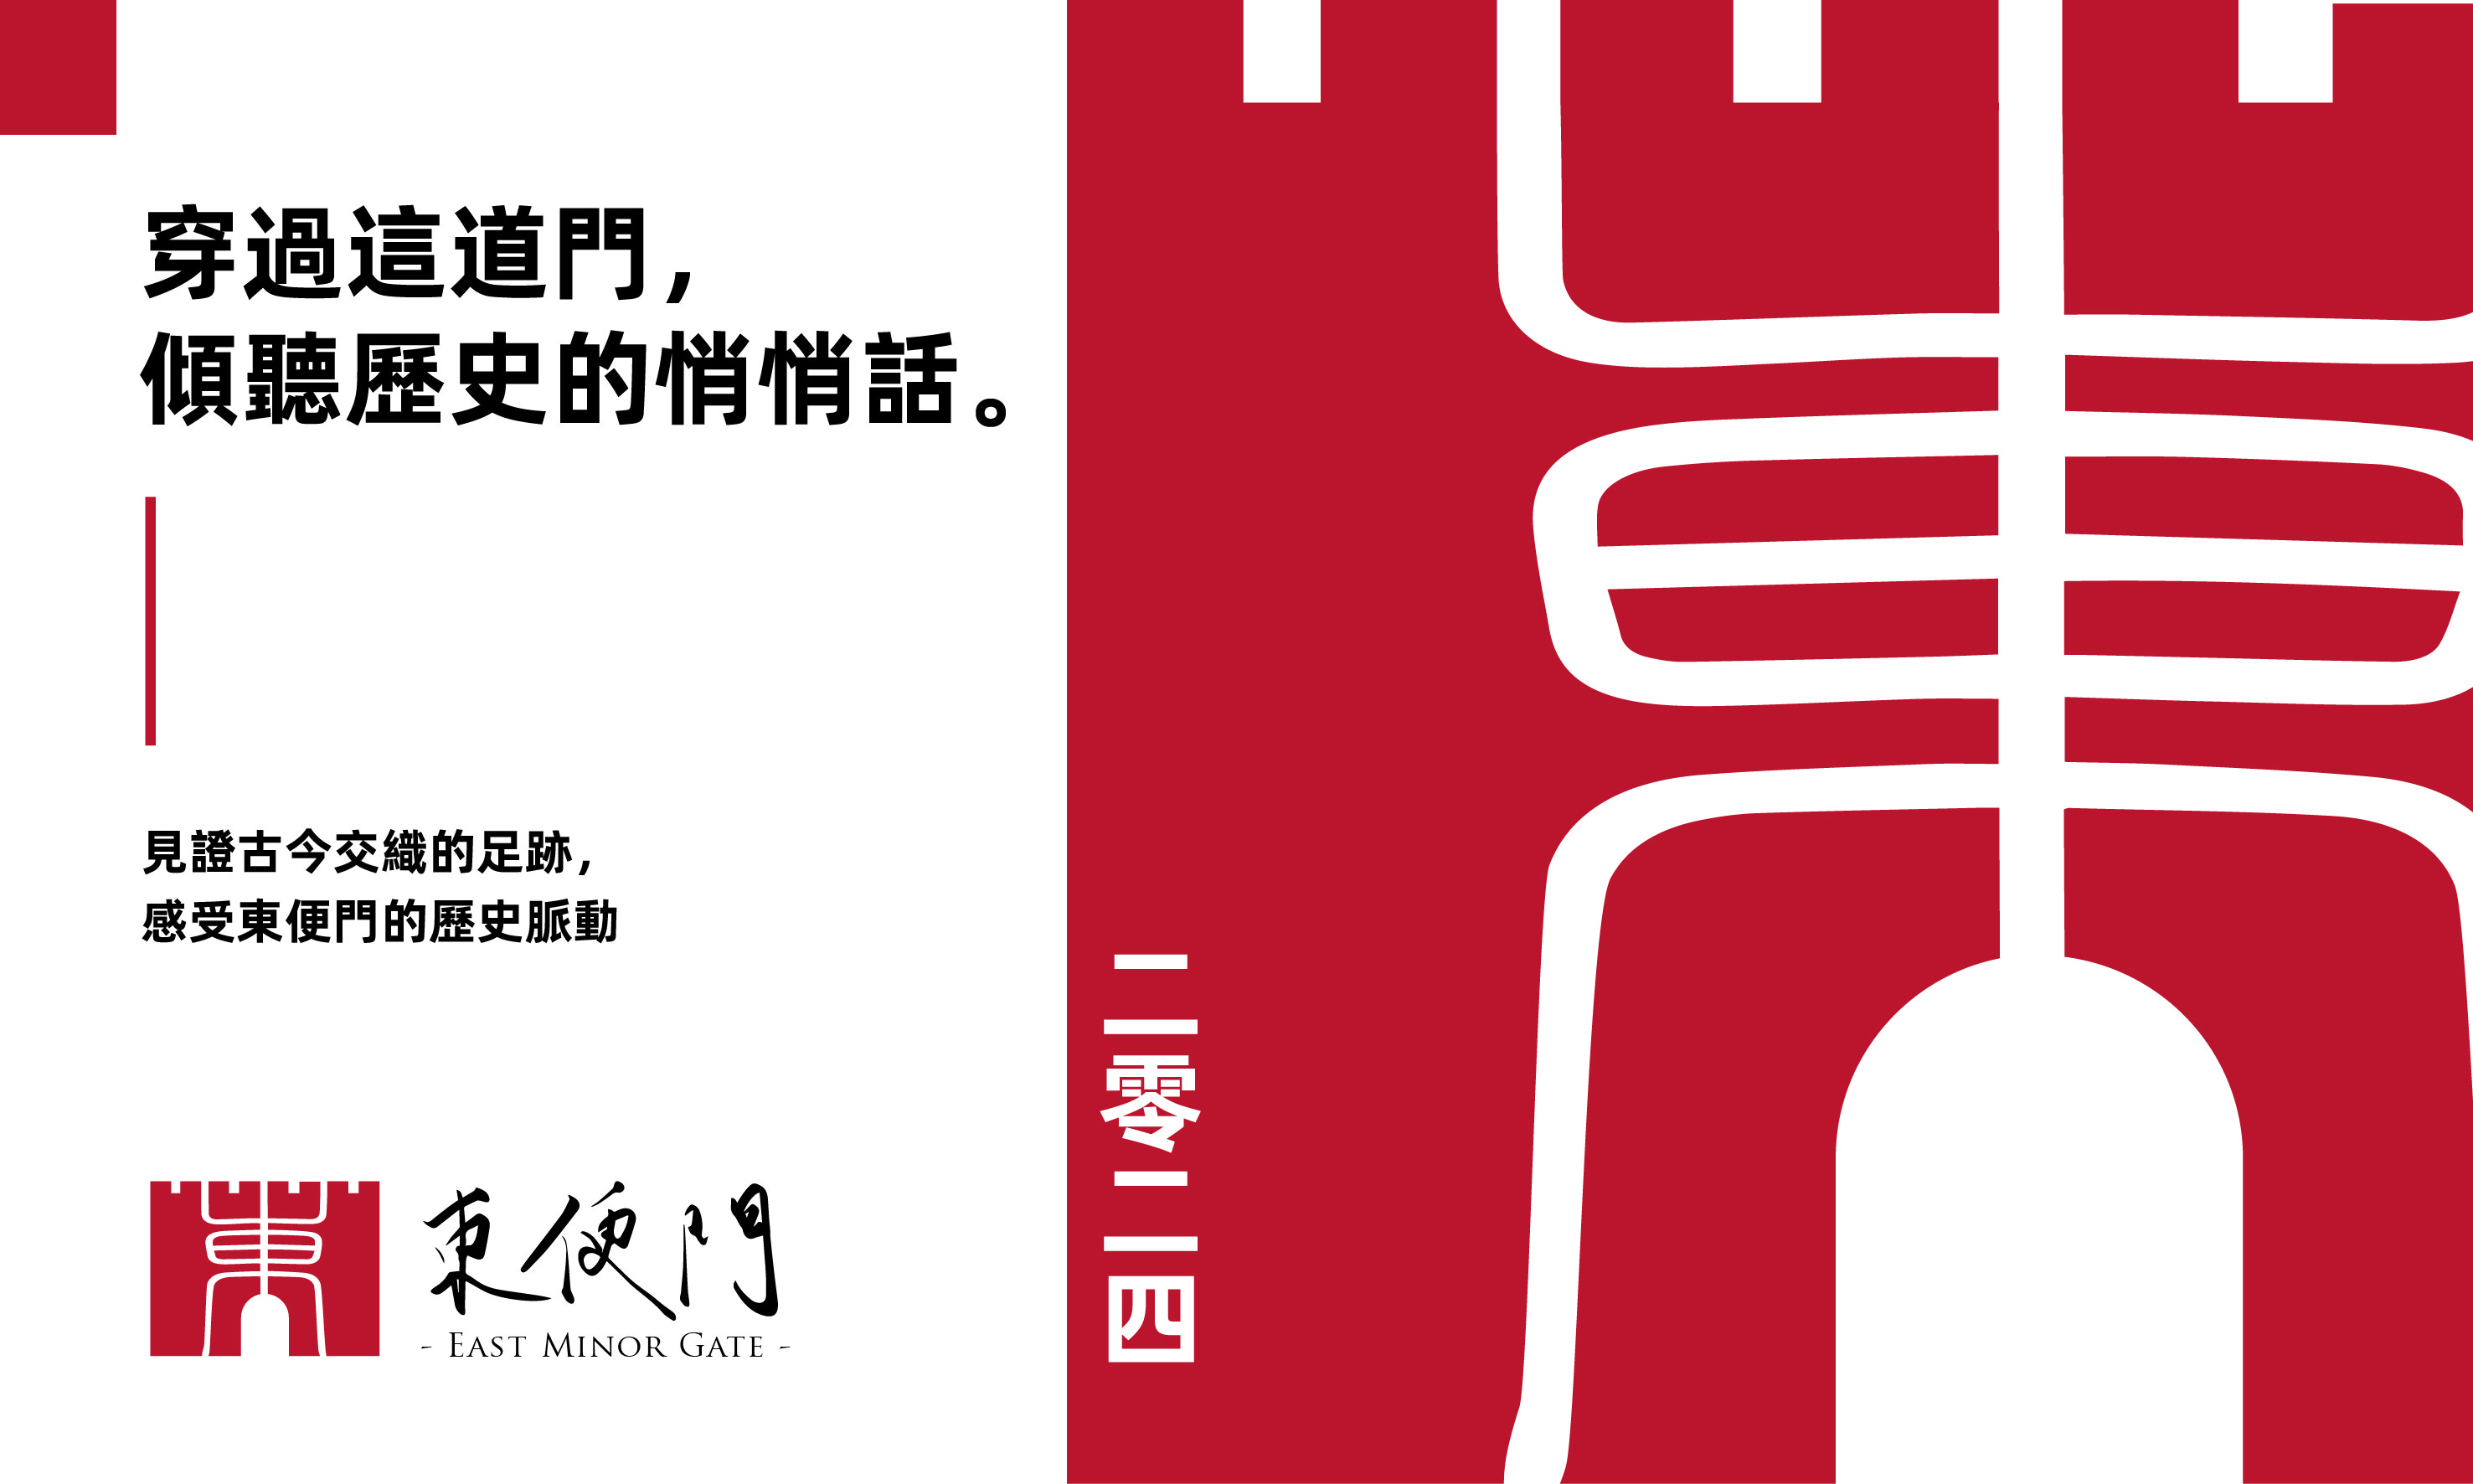 穿過這道門，
傾聽歷史的悄悄話。
見證古今交織的足跡，
感受東便門的歷史脈動
東便門
- EAST MINOR GATE -
二零二四